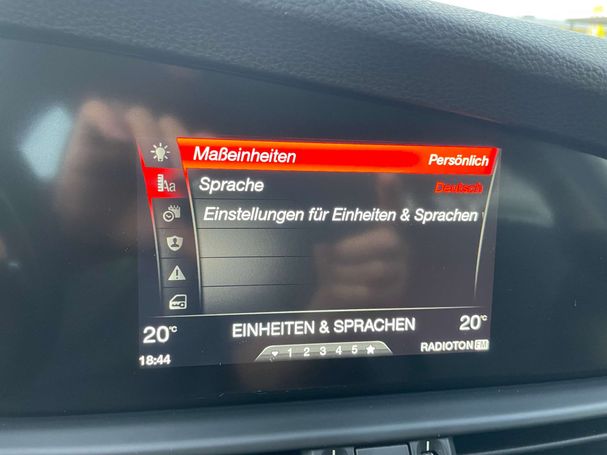 Maßeinheiten Persönlich
Aa Sprache Deutsch
Einstellungen für Einheiten & Sprachen
20°C EINHEITEN & SPRACHEN 20°C
18:44 1 2 3 4 5 RADIOTON FM